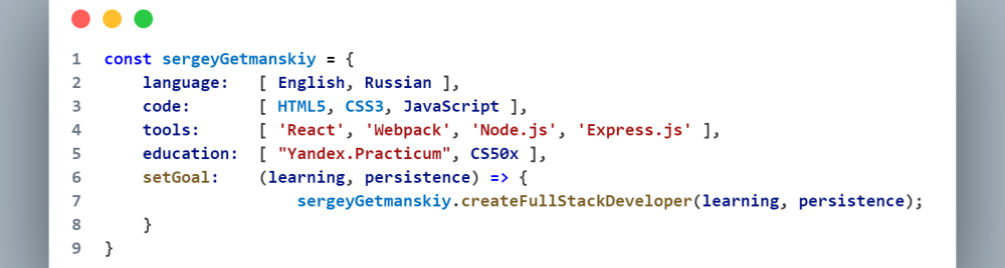 1 const sergeyGetmanskiy = {
2     language:   [ English, Russian ],
3     code:       [ HTML5, CSS3, JavaScript ],
4     tools:      [ 'React', 'Webpack', 'Node.js', 'Express.js' ],
5     education:  [ "Yandex.Practicum", CS50x ],
6     setGoal:    (learning, persistence) => {
7                     sergeyGetmanskiy.createFullStackDeveloper(learning, persistence);
8     }
9 }